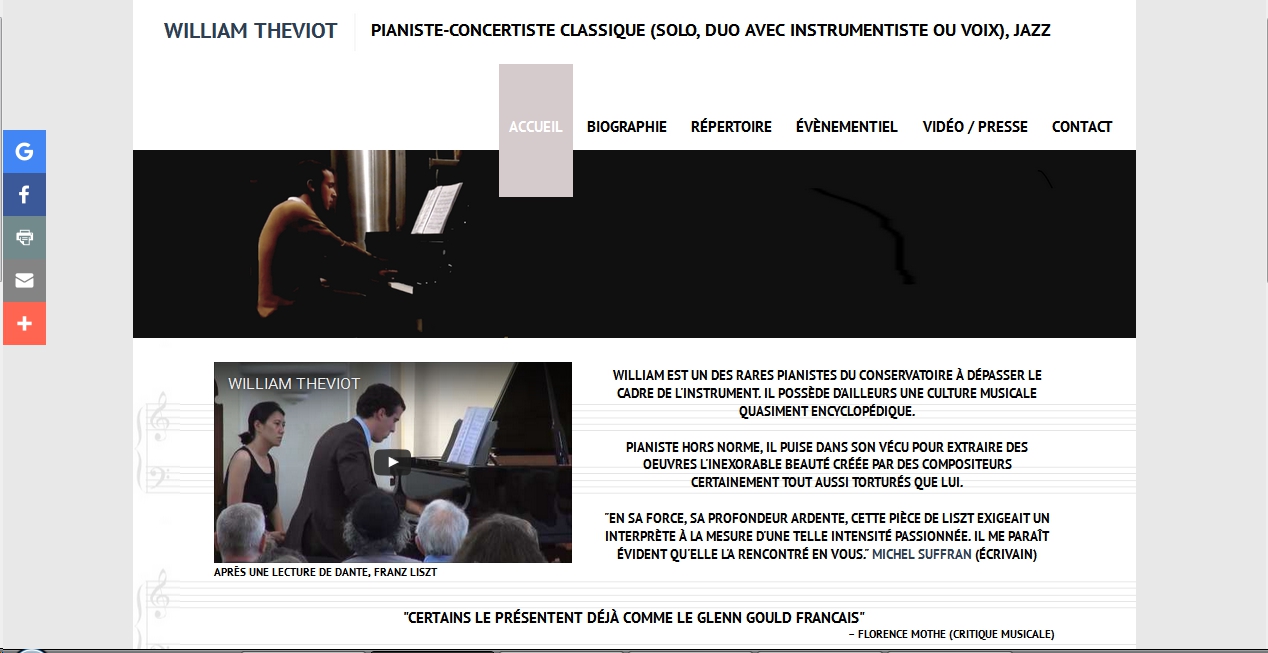 WILLIAM THEVIOT
PIANISTE-CONCERTISTE CLASSIQUE (SOLO, DUO AVEC INSTRUMENTISTE OU VOIX), JAZZ
ACCUEIL
BIOGRAPHIE
RÉPERTOIRE
ÉVÈNEMENTIEL
VIDÉO / PRESSE
CONTACT
WILLIAM THEVIOT
WILLIAM EST UN DES RARES PIANISTES DU CONSERVATOIRE À DÉPASSER LE
CADRE DE L'INSTRUMENT. IL POSSÈDE D'AILLEURS UNE CULTURE MUSICALE
QUASIMENT ENCYCLOPÉDIQUE.
PIANISTE HORS NORME, IL PUISE DANS SON VÉCU POUR EXTRAIRE DES
OEUVRES L'INEXORABLE BEAUTÉ CRÉÉE PAR DES COMPOSITEURS
CERTAINEMENT TOUT AUSSI TORTURÉS QUE LUI.
"EN SA FORCE, SA PROFONDEUR ARDENTE, CETTE PIÈCE DE LISZT EXIGEAIT UN
INTERPRÈTE À LA MESURE D'UNE TELLE INTENSITÉ PASSIONNÉE. IL ME PARAÎT
ÉVIDENT QU'ELLE L'A RENCONTRÉ EN VOUS." MICHEL SUFFRAN (ÉCRIVAIN)
APRÈS UNE LECTURE DE DANTE, FRANZ LISZT
"CERTAINS LE PRÉSENTENT DÉJÀ COMME LE GLENN GOULD FRANCAIS"
– FLORENCE MOTHE (CRITIQUE MUSICALE)